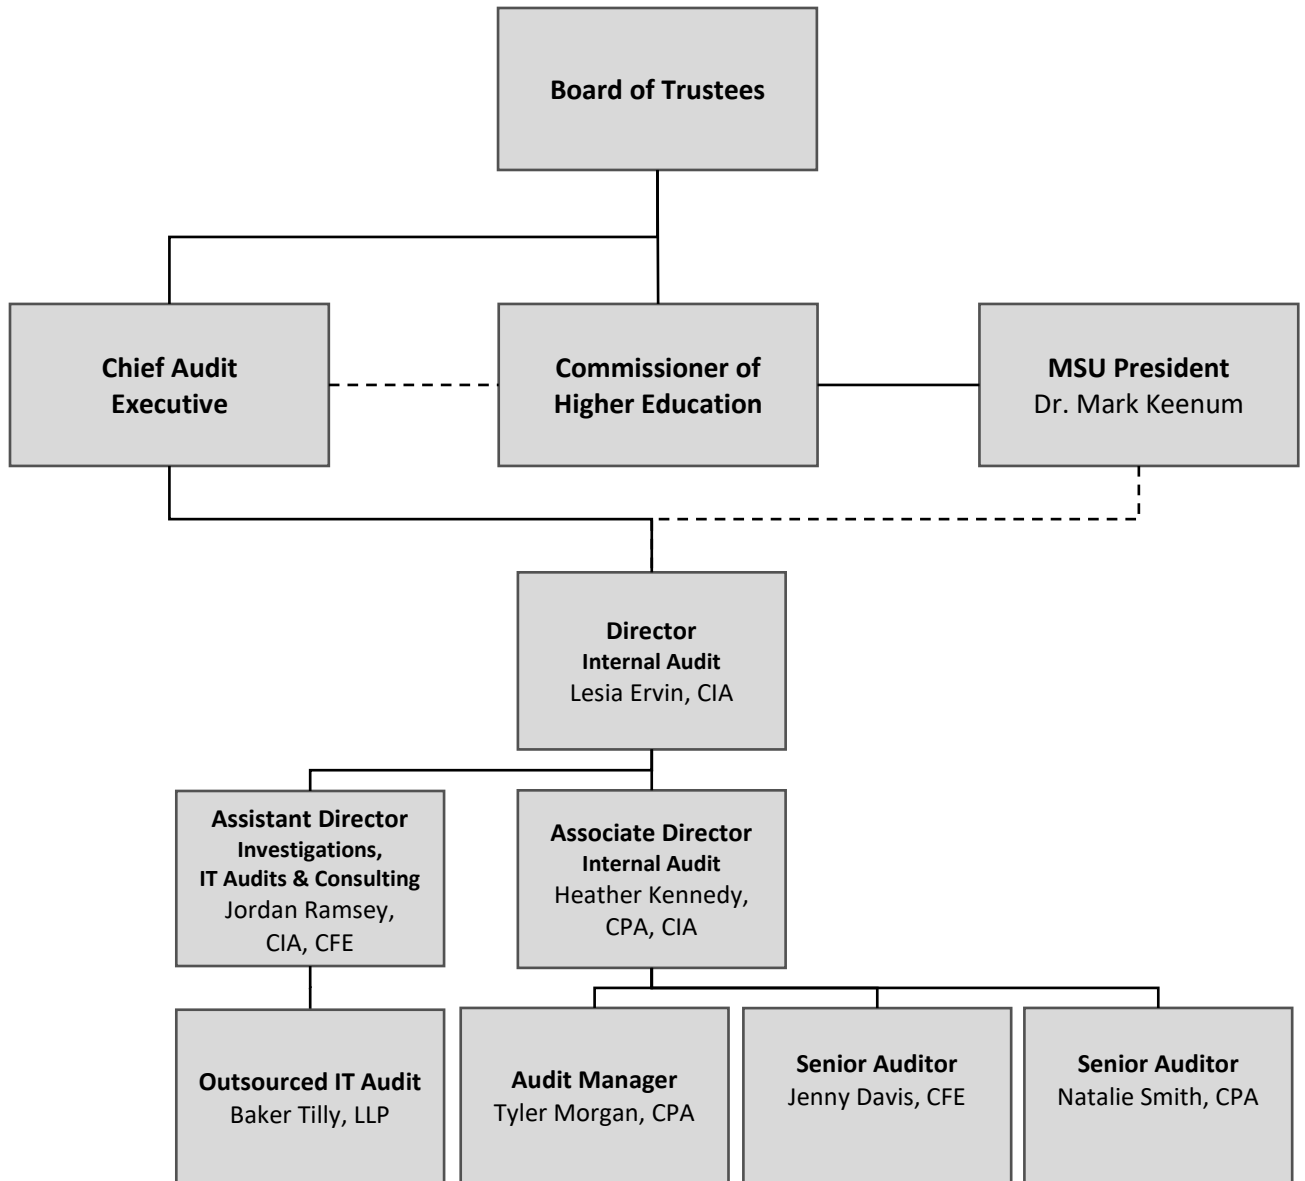 Board of Trustees
Chief Audit
Executive
Commissioner of
Higher Education
MSU President
Dr. Mark Keenum
Director
Internal Audit
Lesia Ervin, CIA
Assistant Director
Investigations,
IT Audits & Consulting
Jordan Ramsey,
CIA, CFE
Associate Director
Internal Audit
Heather Kennedy,
CPA, CIA
Outsourced IT Audit
Baker Tilly, LLP
Audit Manager
Tyler Morgan, CPA
Senior Auditor
Jenny Davis, CFE
Senior Auditor
Natalie Smith, CPA